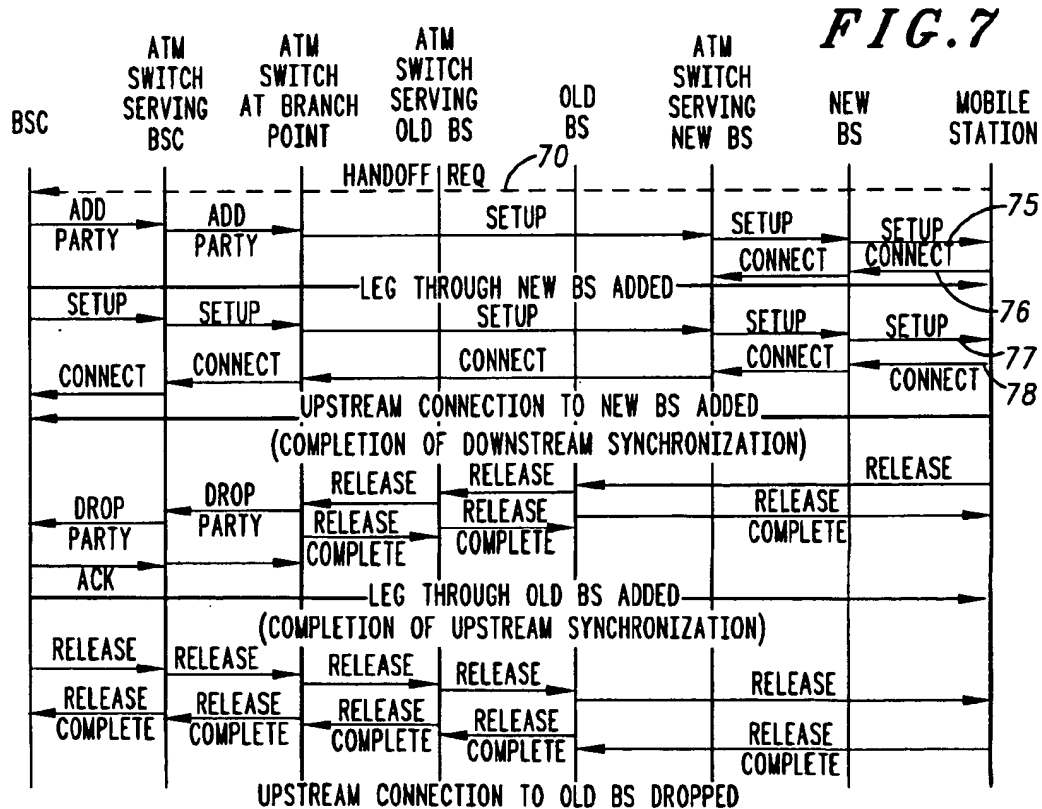 FIG.7
BSC
ATM
SWITCH
SERVING
BSC
ATM
SWITCH
AT BRANCH
POINT
ATM
SWITCH
SERVING
OLD BS
OLD
BS
ATM
SWITCH
SERVING
NEW BS
NEW
BS
MOBILE
STATION
HANDOFF REQ
70
ADD
PARTY
ADD
PARTY
SETUP
SETUP
SETUP
75
CONNECT
CONNECT
76
LEG THROUGH NEW BS ADDED
SETUP
SETUP
SETUP
SETUP
SETUP
77
CONNECT
CONNECT
CONNECT
CONNECT
CONNECT
78
UPSTREAM CONNECTION TO NEW BS ADDED
(COMPLETION OF DOWNSTREAM SYNCHRONIZATION)
RELEASE
RELEASE
RELEASE
DROP
PARTY
DROP
PARTY
RELEASE
COMPLETE
RELEASE
COMPLETE
RELEASE
COMPLETE
ACK
LEG THROUGH OLD BS ADDED
(COMPLETION OF UPSTREAM SYNCHRONIZATION)
RELEASE
RELEASE
RELEASE
RELEASE
RELEASE
RELEASE
COMPLETE
RELEASE
COMPLETE
RELEASE
COMPLETE
RELEASE
COMPLETE
RELEASE
COMPLETE
UPSTREAM CONNECTION TO OLD BS DROPPED